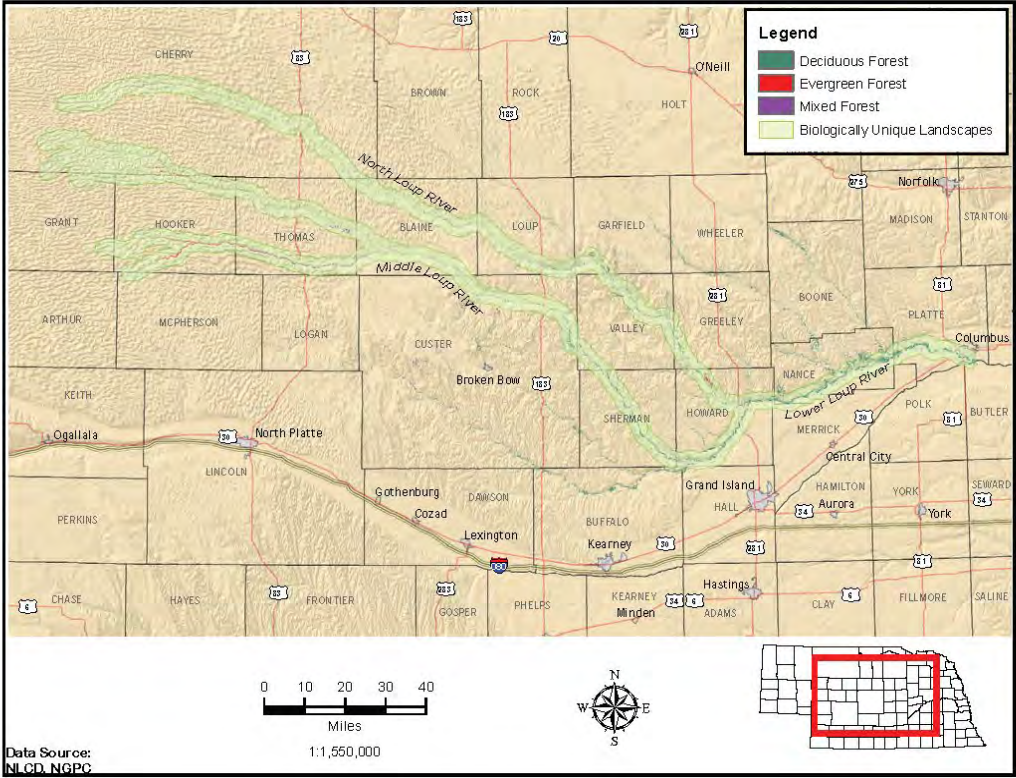 183
20
281
CHERRY
83
O'Neill
BROWN
ROCK
HOLT
183
Legend
Deciduous Forest
Evergreen Forest
Mixed Forest
Biologically Unique Landscapes
North Loup River
275
Norfolk
MADISON
STANTON
GRANT
HOOKER
THOMAS
BLAINE
LOUP
GARFIELD
WHEELER
Middle Loup River
281
81
BOONE
PLATTE
ARTHUR
MCPHERSON
LOGAN
CUSTER
VALLEY
GREELEY
Columbus
Broken Bow
183
NANCE
Lower Loup River
KEITH
SHERMAN
HOWARD
30
POLK
81
BUTLER
MERRICK
Ogallala
30
North Platte
Central City
LINCOLN
Grand Island
HAMILTON
YORK
SEWARD
34
Gothenburg
DAWSON
HALL
34
Aurora
York
PERKINS
Cozad
BUFFALO
Lexington
Kearney
30
281
81
CHASE
HAYES
83
FRONTIER
283
GOSPER
PHELPS
KEARNEY
34
6
Hastings
ADAMS
CLAY
6
FILLMORE
SALINE
6
Minden
0 10 20 30 40
Miles
1:1,550,000
N
W E
S
Data Source:
NLCD, NGPC